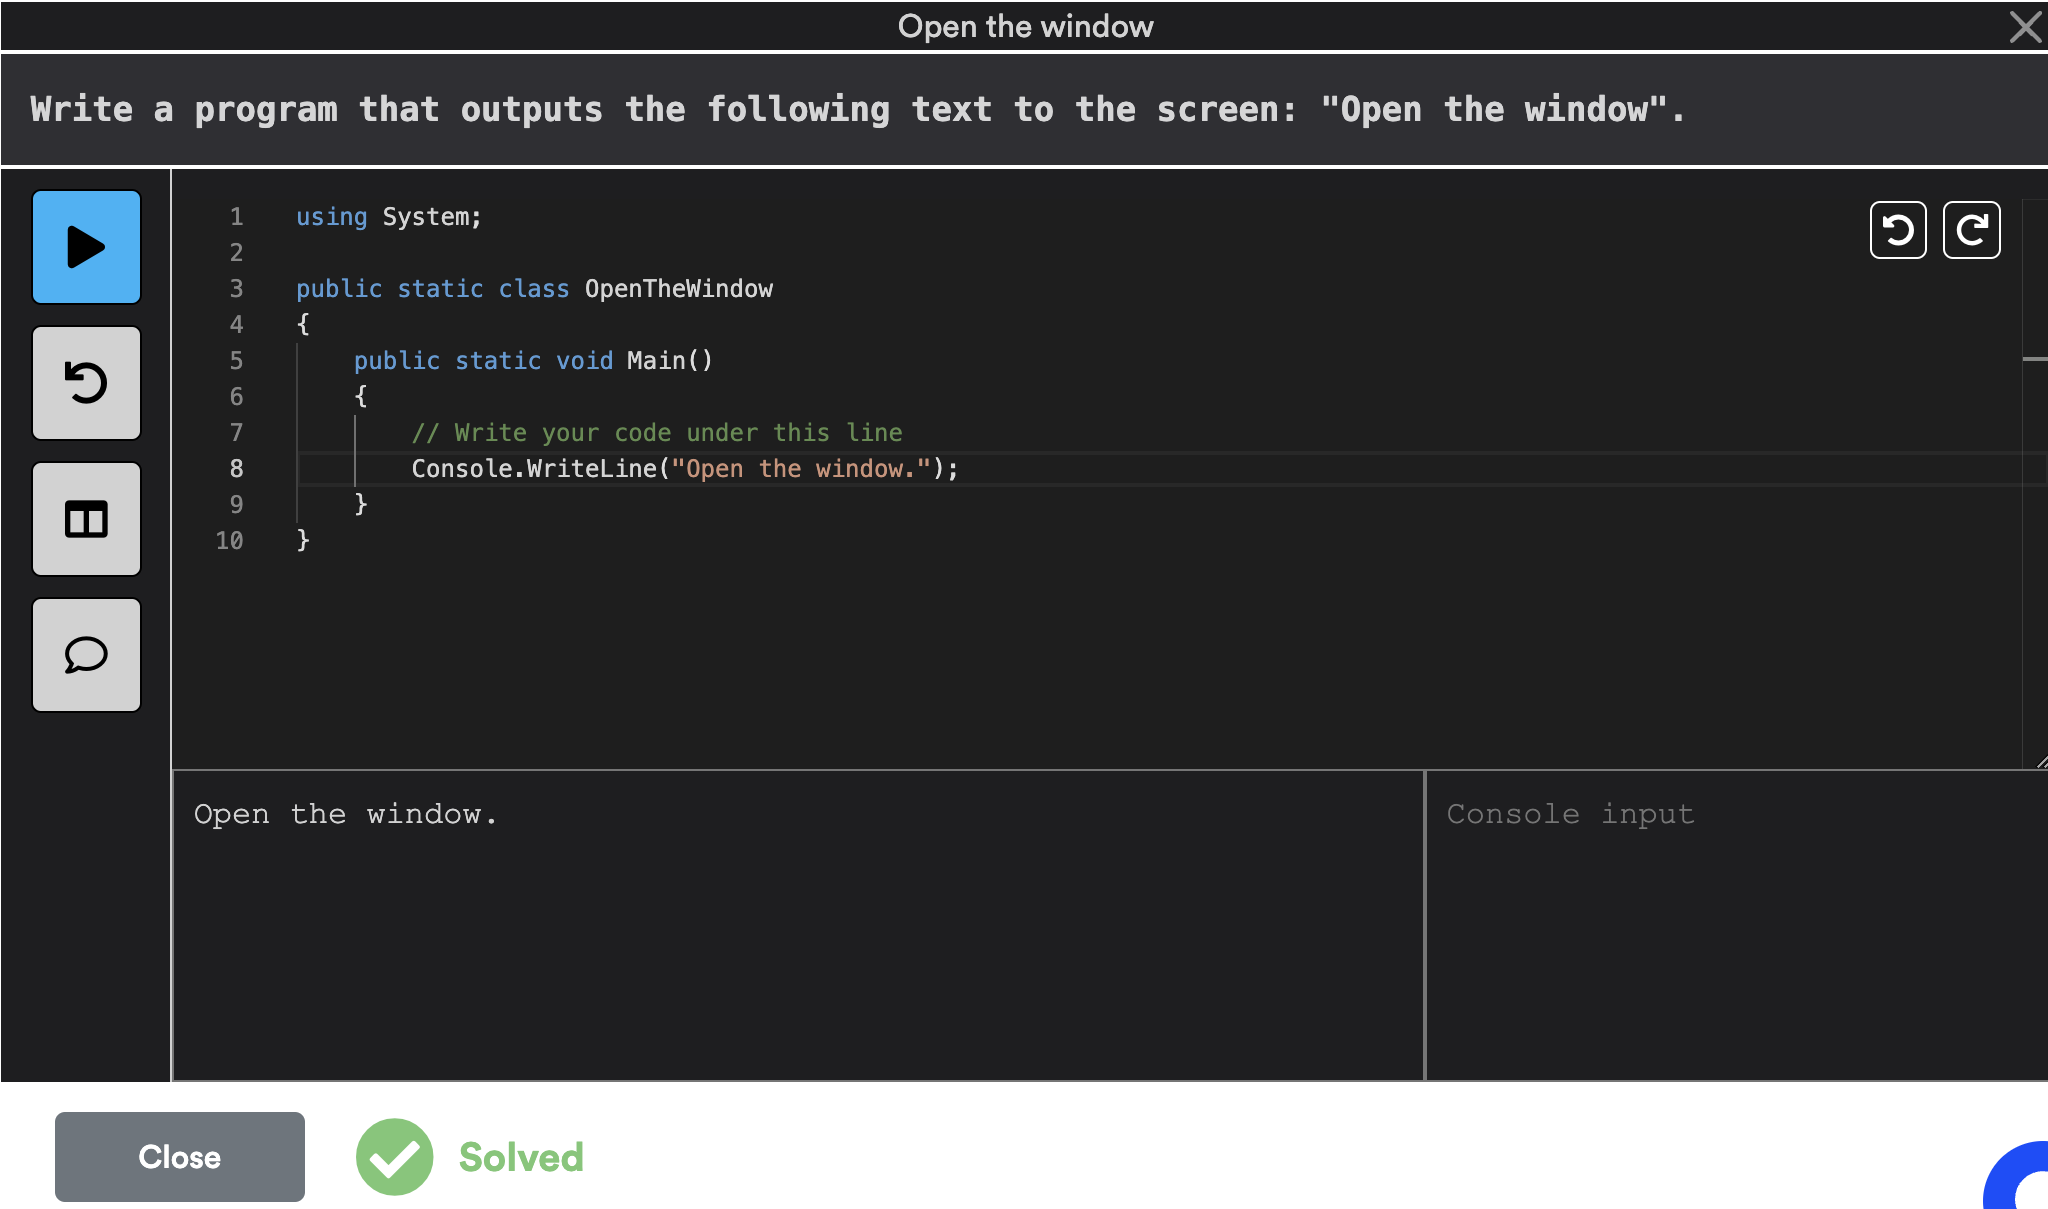 Open the window
Write a program that outputs the following text to the screen: "Open the window".
1 using System;
2
3 public static class OpenTheWindow
4 {
5     public static void Main()
6     {
7         // Write your code under this line
8         Console.WriteLine("Open the window.");
9     }
10 }
Open the window.
Console input
Close
Solved